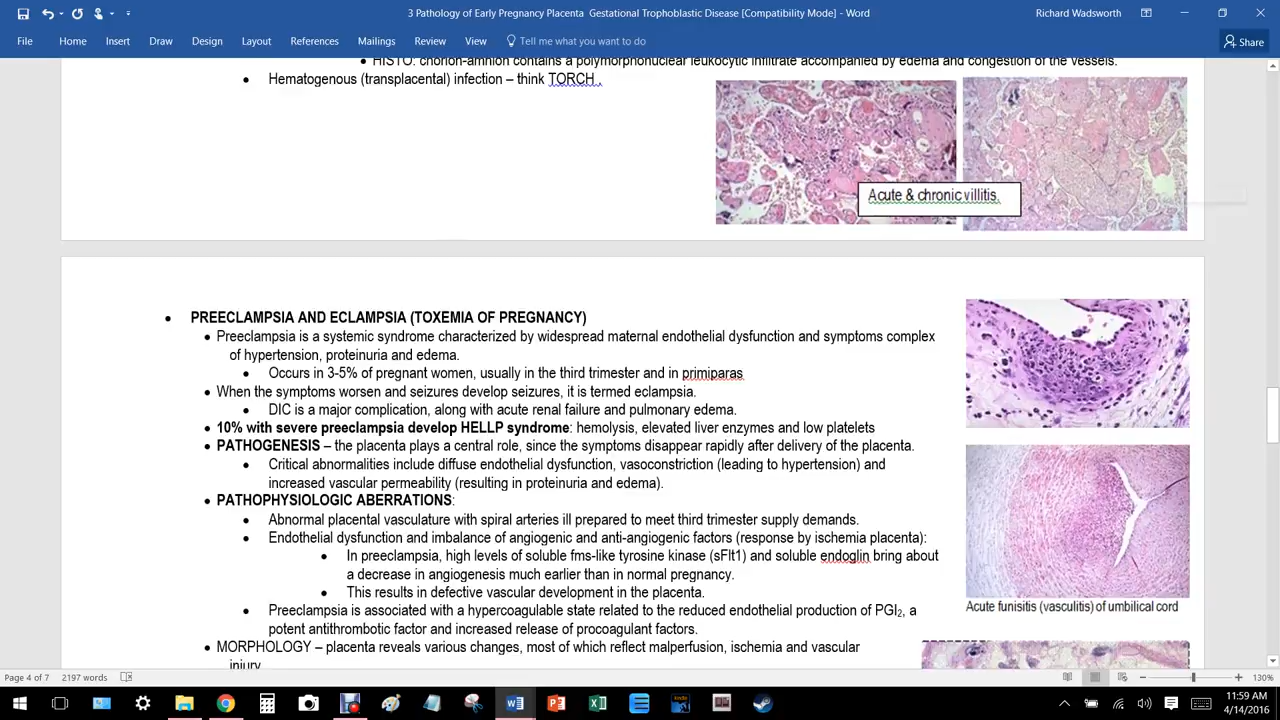 3 Pathology of Early Pregnancy Placenta Gestational Trophoblastic Disease [Compatibility Mode] - Word
Richard Wadsworth
File Home Insert Draw Design Layout References Mailings Review View Tell me what you want to do Share
HISTO: chorion-amnion contains a polymorphonuclear leukocytic infiltrate accompanied by edema and congestion of the vessels.
• Hematogenous (transplacental) infection – think TORCH .
Acute & chronic villitis.
• PREECLAMPSIA AND ECLAMPSIA (TOXEMIA OF PREGNANCY)
• Preeclampsia is a systemic syndrome characterized by widespread maternal endothelial dysfunction and symptoms complex
of hypertension, proteinuria and edema.
• Occurs in 3-5% of pregnant women, usually in the third trimester and in primiparas
• When the symptoms worsen and seizures develop seizures, it is termed eclampsia.
• DIC is a major complication, along with acute renal failure and pulmonary edema.
• 10% with severe preeclampsia develop HELLP syndrome: hemolysis, elevated liver enzymes and low platelets
• PATHOGENESIS – the placenta plays a central role, since the symptoms disappear rapidly after delivery of the placenta.
• Critical abnormalities include diffuse endothelial dysfunction, vasoconstriction (leading to hypertension) and
increased vascular permeability (resulting in proteinuria and edema).
• PATHOPHYSIOLOGIC ABERRATIONS:
• Abnormal placental vasculature with spiral arteries ill prepared to meet third trimester supply demands.
• Endothelial dysfunction and imbalance of angiogenic and anti-angiogenic factors (response by ischemia placenta):
• In preeclampsia, high levels of soluble fms-like tyrosine kinase (sFlt1) and soluble endoglin bring about
a decrease in angiogenesis much earlier than in normal pregnancy.
• This results in defective vascular development in the placenta.
• Preeclampsia is associated with a hypercoagulable state related to the reduced endothelial production of PGI₂, a
potent antithrombotic factor and increased release of procoagulant factors.
• MORPHOLOGY – placenta reveals various changes, most of which reflect malperfusion, ischemia and vascular
injury
Acute funisitis (vasculitis) of umbilical cord
Page 4 of 7 2197 words 130%
11:59 AM
4/14/2016